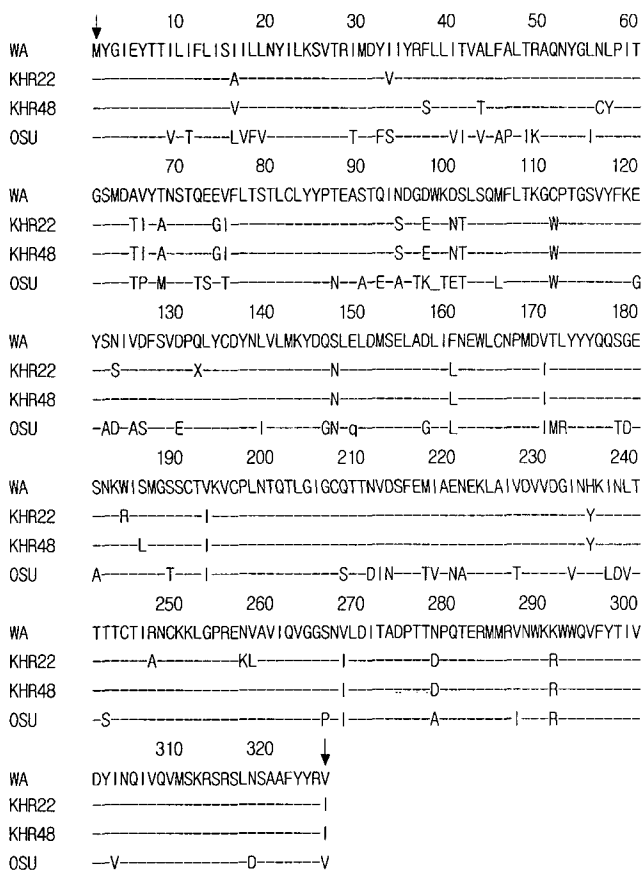 10 20 30 40 50 60
WA MYGIEYTTILIFLISIILLNYILKSVTRIMDYIIYRFLLITVALFALTRAQNYGLNLPIT
KHR22 ----------------A----------------V--------------------------
KHR48 ----------------V--------------------S-----T------------CY--
OSU ---------V-T----LVFV---------T--FS------VI-V-AP--IK-----I---
70 80 90 100 110 120
WA GSMDAVYTNSTQEEVFLTSTLCLYYPTEASTQINDGDWKDSLSQMFLTKGCPTGSVYFKE
KHR22 ----TI-A-----GI------------------S--E--NT---------W---------
KHR48 ----TI-A-----GI------------------S--E--NT---------W---------
OSU ----TP-M---TS-T-----------N--A-E-A--TK_TET----L-----W-------G
130 140 150 160 170 180
WA YSNIVDFSVDPQLYCDYNLVLMKYDQSLELDMSELADLIFNEWLCNPMDVTLYYYQQSGE
KHR22 --S--------X--------------N------------L---------I----------
KHR48 --------------------------N------------L---------I----------
OSU -AD-AS---E--------I------GN-q-------G--L---------IMR-----TD-
190 200 210 220 230 240
WA SNKWISMGSSCTVKVCPLNTQTLGIGCQTTNVDSFEMIAENEKLAIVDVVDGINHKINLT
KHR22 ---R--------I-----------------------------------------Y-----
KHR48 -----L------I-----------------------------------------Y-----
OSU A-------T---I-------------S--DIN---TV-NA-----T-----V--LDV-
250 260 270 280 290 300
WA TTTCTIRNCKKLGPRENVAVIQVGGSNVLDITADPTTNPQTERMMRVNWKKWWQVFYTIV
KHR22 ------A---------KL--------I---------D-------------R---------
KHR48 ---------------------------I---------D------------R---------
OSU -S-----------------------P-I---------A--------I---R---------
310 320
WA DYINQIVQVMSKRSRSLNSAAFYYRV
KHR22 -------------------------I
KHR48 -------------------------I
OSU --V--------------D-------V